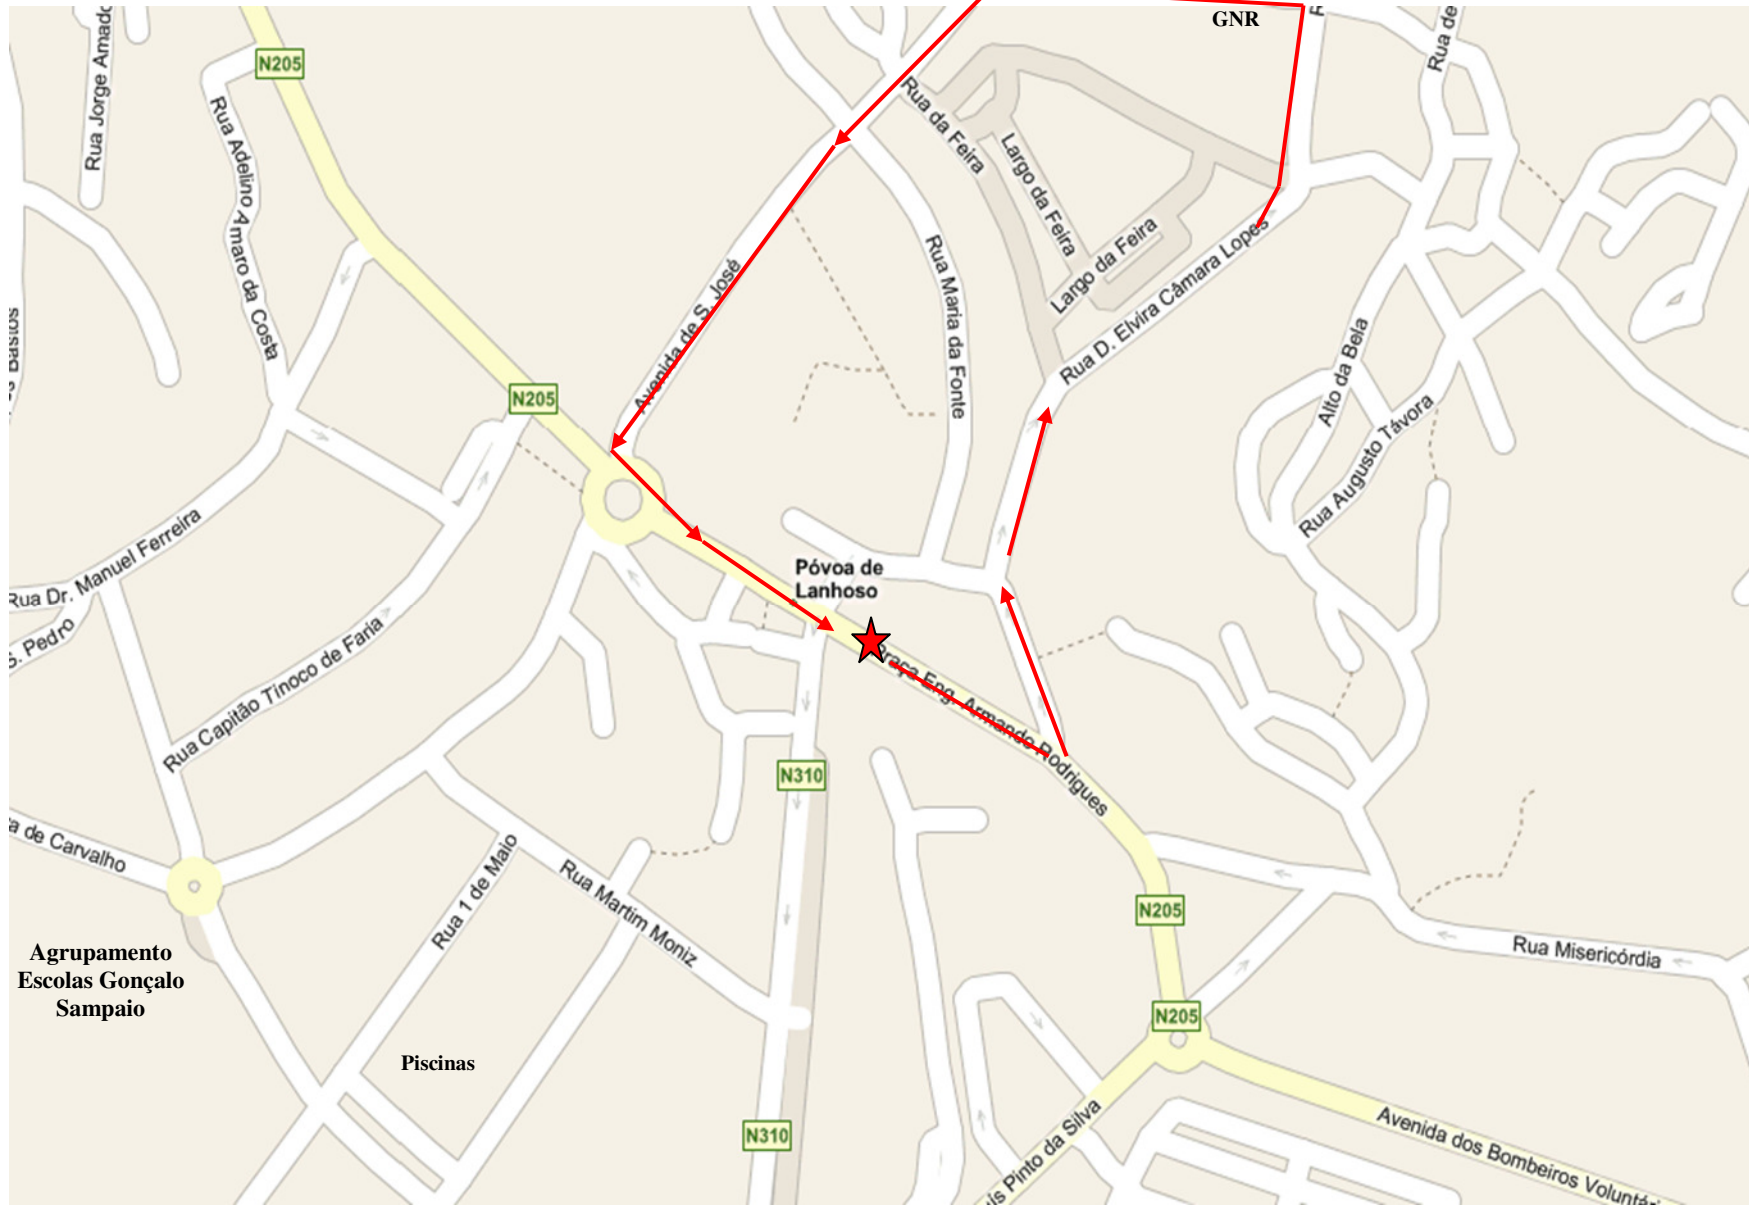 GNR
N205
Rua Jorge Amado
Rua de
Rua Adelino Amaro da Costa
Rua da Feira
Largo da Feira
Largo da Feira
Rua D. Elvira Câmara Lopes
Rua Maria da Fonte
Avenida de S. José
N205
Alto da Bela
Rua Augusto Távora
Rua Dr. Manuel Ferreira
S. Pedro
Rua Capitão Tinoco de Faria
Póvoa de
Lanhoso
Praça Eng. Armando Rodrigues
N310
a de Carvalho
Rua 1 de Maio
Rua Martim Moniz
N205
Rua Misericórdia
Agrupamento
Escolas Gonçalo
Sampaio
N205
Piscinas
N310
uís Pinto da Silva
Avenida dos Bombeiros Voluntári